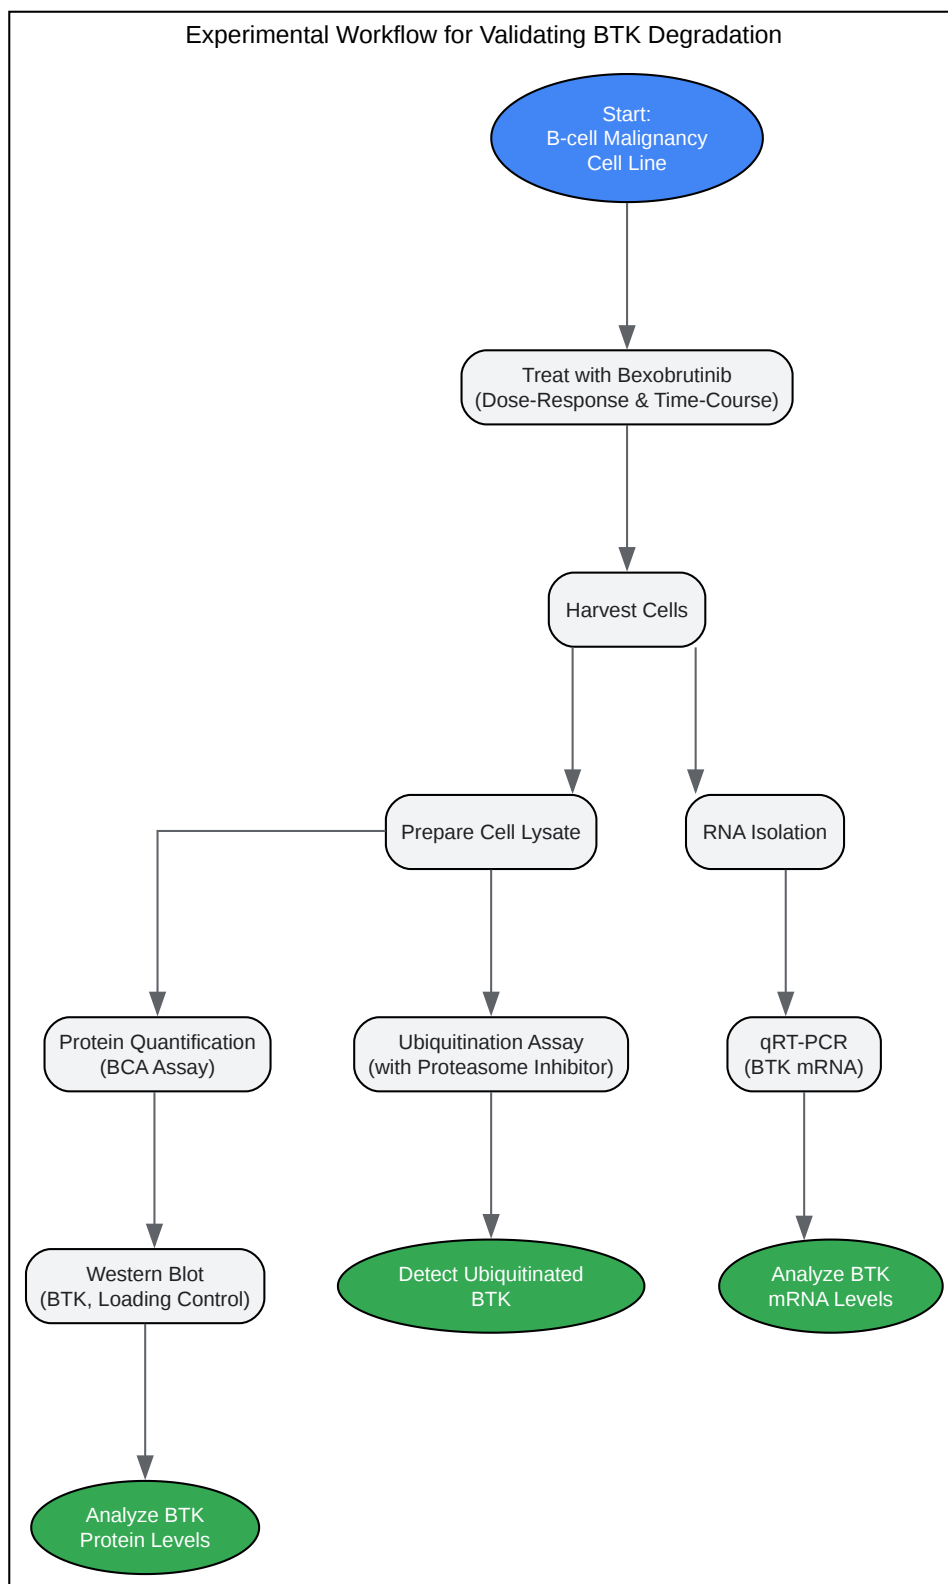 Experimental Workflow for Validating BTK Degradation
Start:
B-cell Malignancy
Cell Line
Treat with Bexobrutinib
(Dose-Response & Time-Course)
Harvest Cells
Prepare Cell Lysate
RNA Isolation
Protein Quantification
(BCA Assay)
Ubiquitination Assay
(with Proteasome Inhibitor)
qRT-PCR
(BTK mRNA)
Western Blot
(BTK, Loading Control)
Detect Ubiquitinated
BTK
Analyze BTK
mRNA Levels
Analyze BTK
Protein Levels